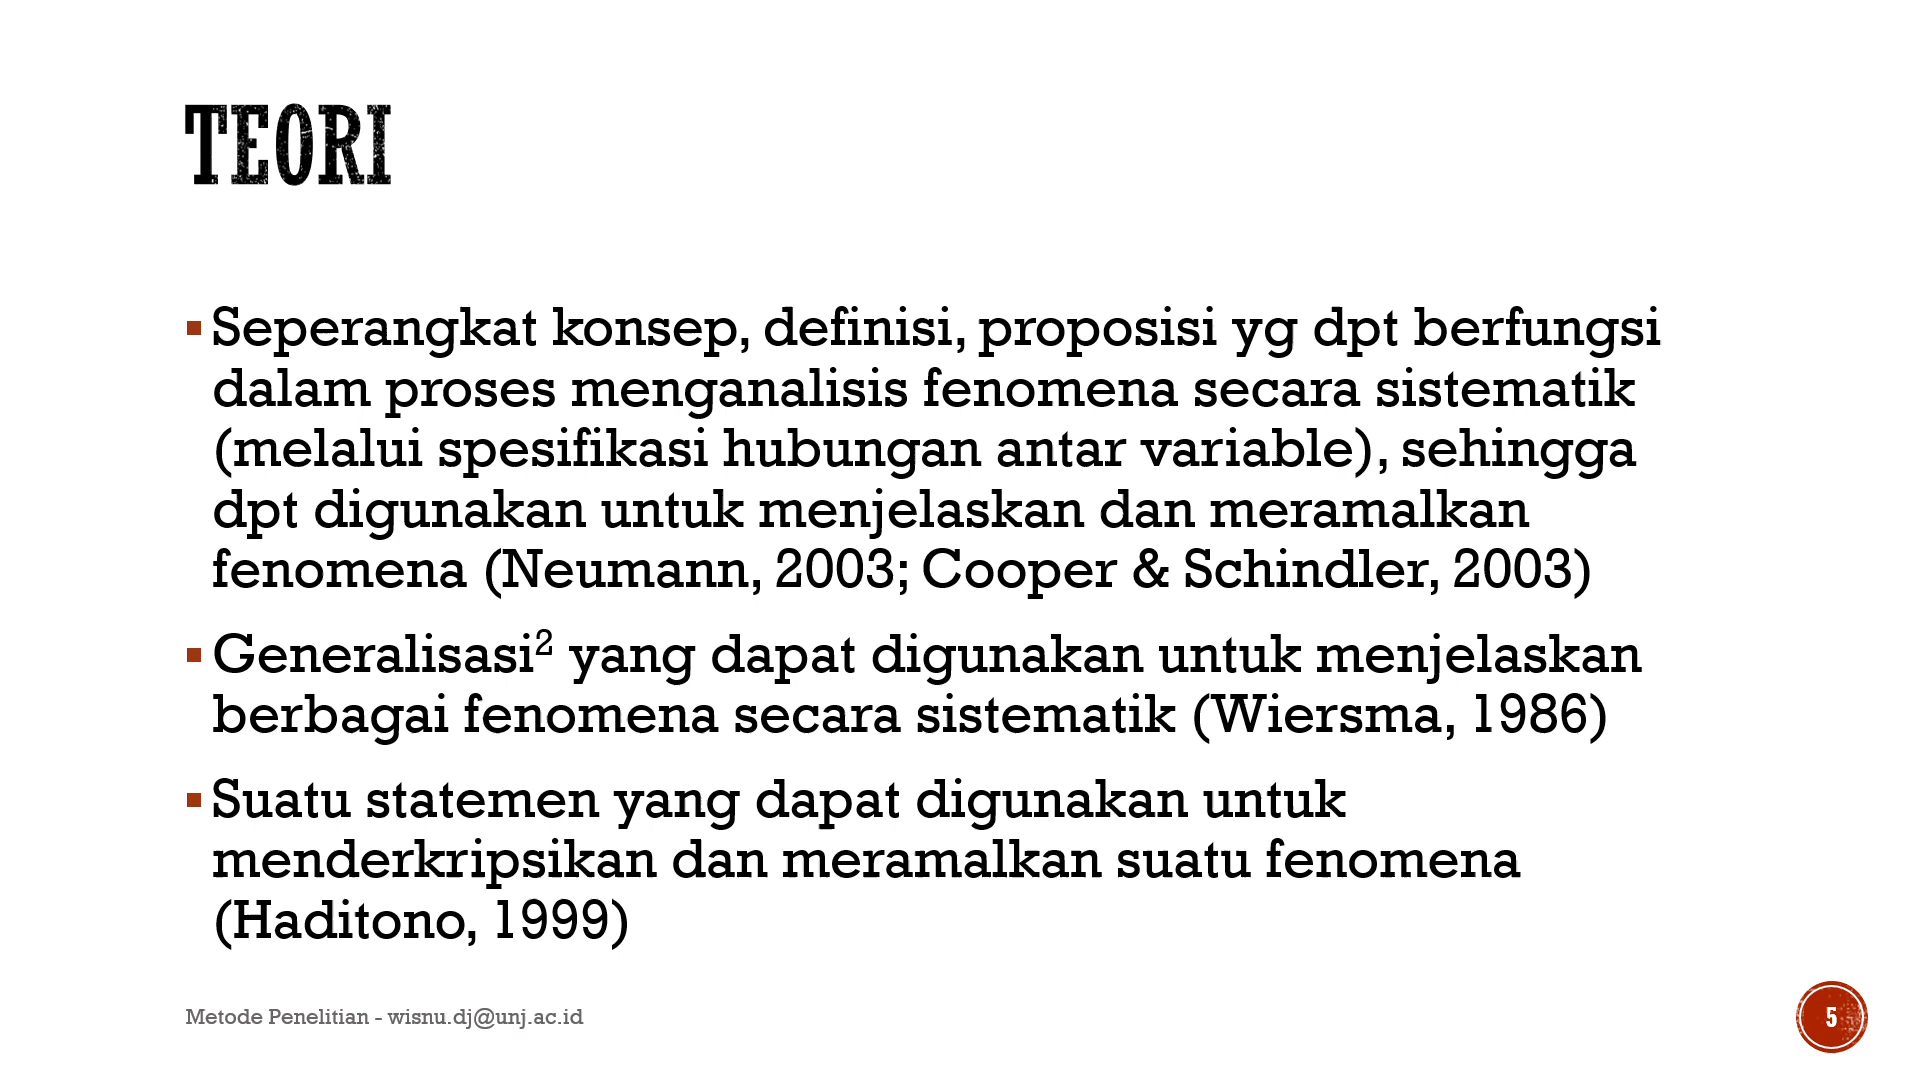 TEORI
▪Seperangkat konsep, definisi, proposisi yg dpt berfungsi
dalam proses menganalisis fenomena secara sistematik
(melalui spesifikasi hubungan antar variable), sehingga
dpt digunakan untuk menjelaskan dan meramalkan
fenomena (Neumann, 2003; Cooper & Schindler, 2003)
▪Generalisasi² yang dapat digunakan untuk menjelaskan
berbagai fenomena secara sistematik (Wiersma, 1986)
▪Suatu statemen yang dapat digunakan untuk
menderkripsikan dan meramalkan suatu fenomena
(Haditono, 1999)
Metode Penelitian - wisnu.dj@unj.ac.id
5